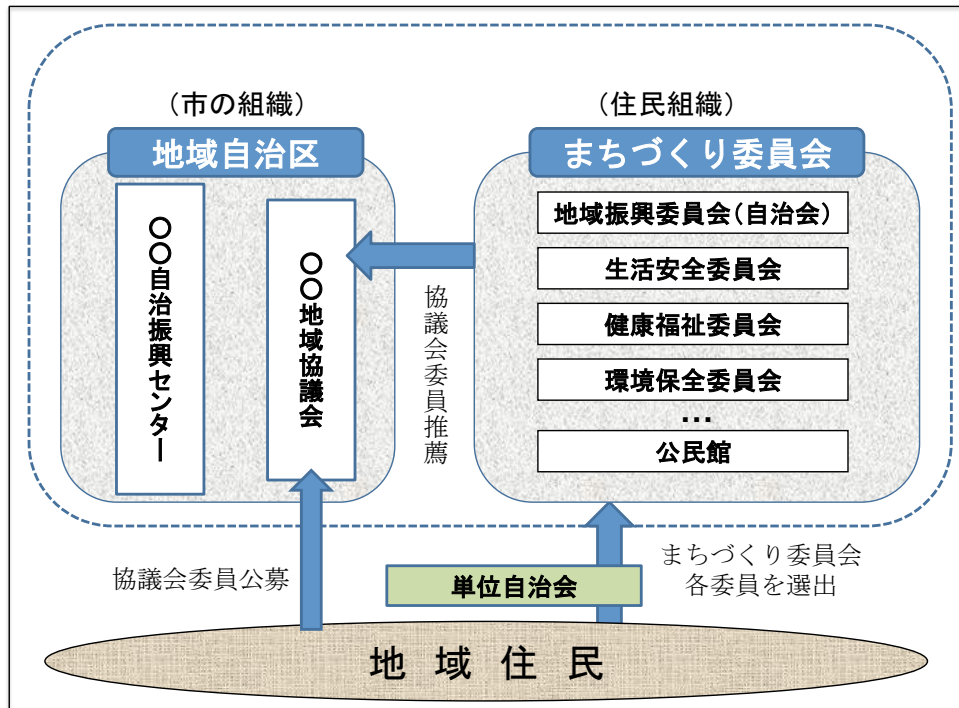 （市の組織）
地域自治区
〇〇自治振興センター
〇〇地域協議会
（住民組織）
まちづくり委員会
地域振興委員会（自治会）
生活安全委員会
健康福祉委員会
環境保全委員会
…
公民館
協議会委員推薦
協議会委員公募
単位自治会
まちづくり委員会
各委員を選出
地域住民